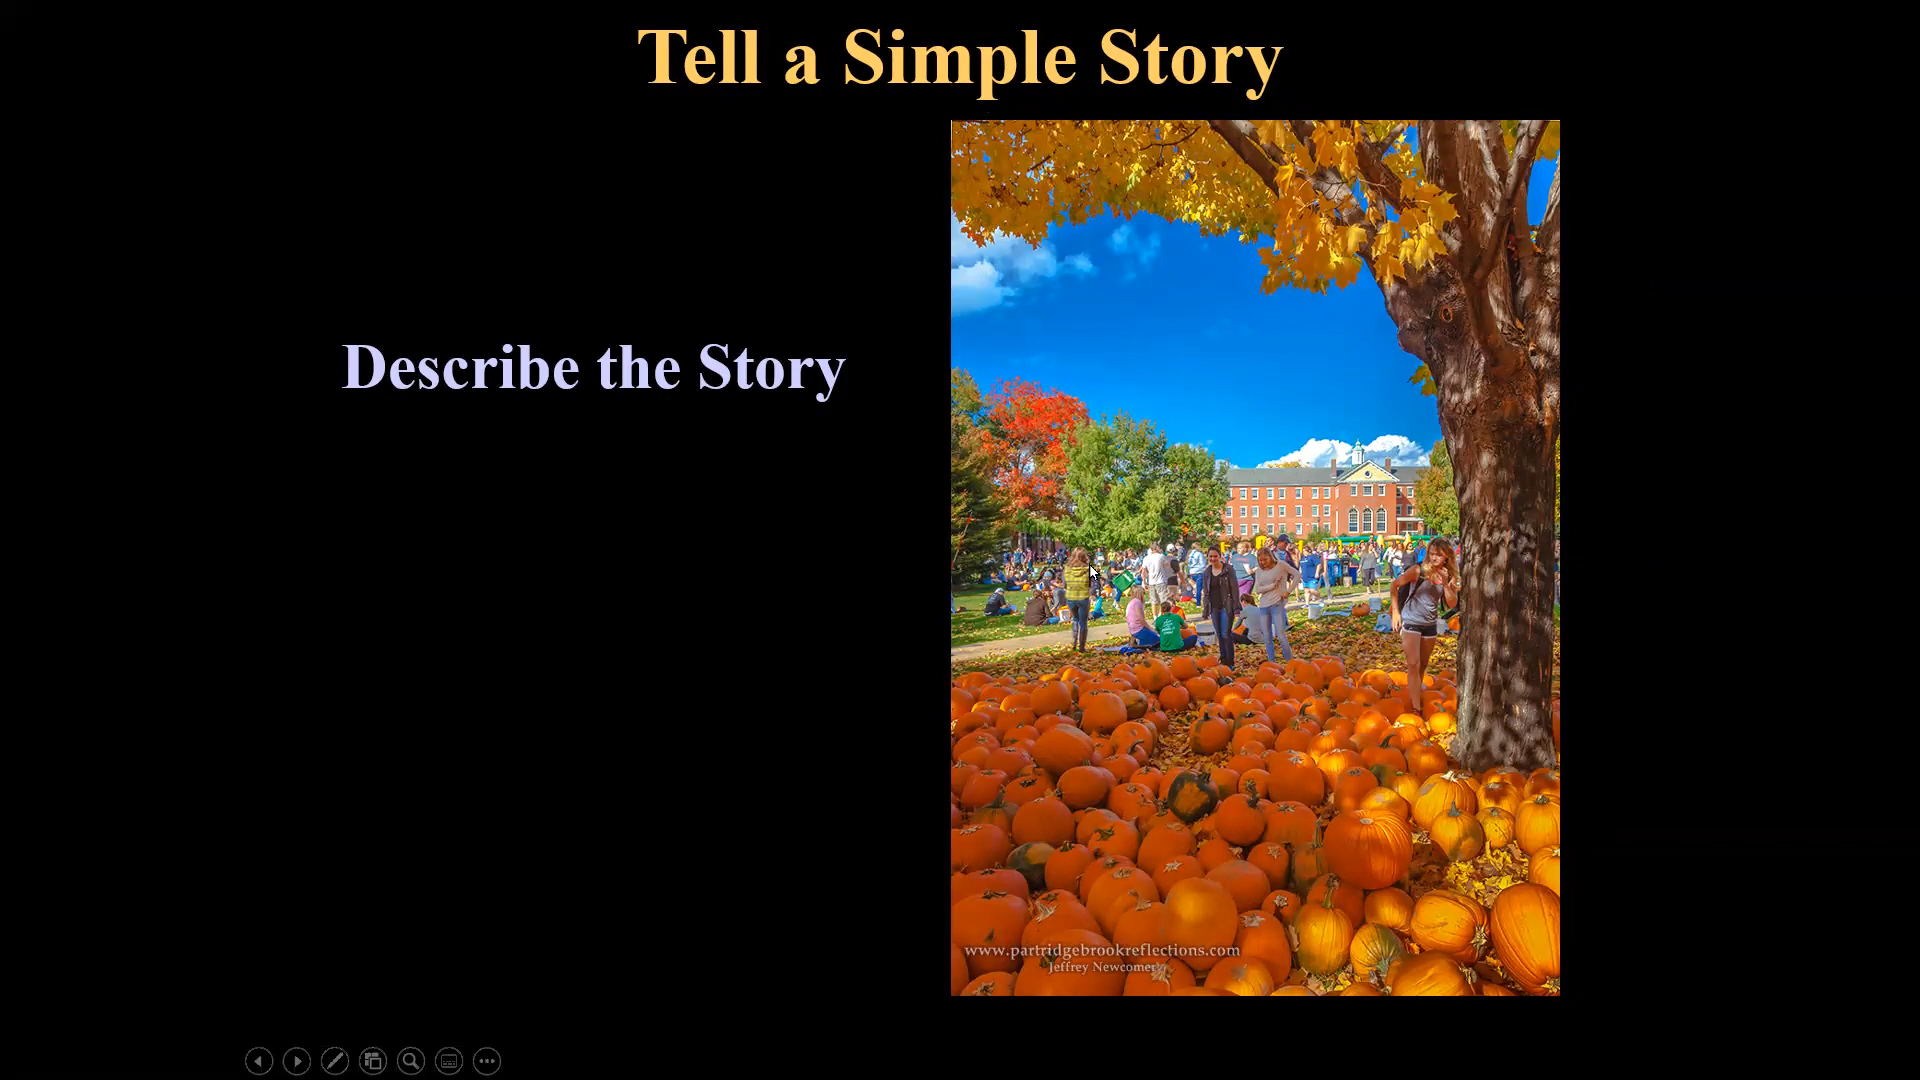 Tell a Simple Story
Describe the Story
www.partridgebrookreflections.com
Jeffrey Newcomer